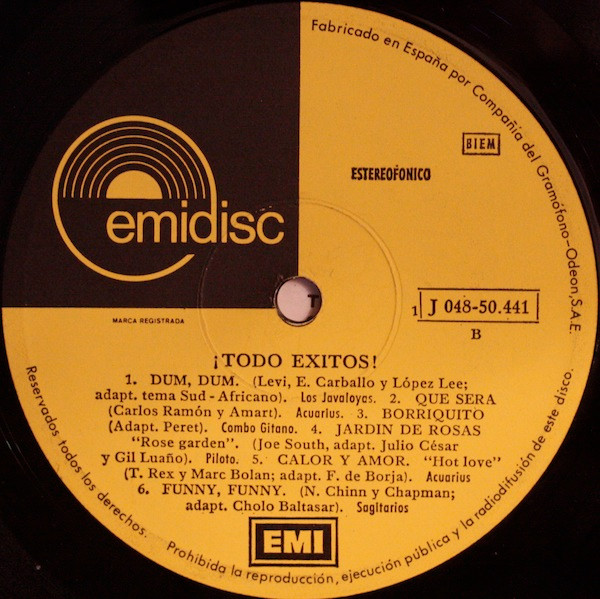 Fabricado en España por Compañía del Gramófono-Odeon, S.A.E.
BIEM
ESTEREOFONICO
emidisc
MARCA REGISTRADA
1 J 048-50.441
B
¡TODO EXITOS!
1. DUM, DUM. (Levi, E. Carballo y López Lee;
adapt. tema Sud-Africano). Los Javaloyas. 2. QUE SERA
(Carlos Ramón y Amart). Acuarius. 3. BORRIQUITO
(Adapt. Peret). Combo Gitano. 4. JARDIN DE ROSAS
"Rose garden". (Joe South, adapt. Julio César
y Gil Luaño). Piloto. 5. CALOR Y AMOR. "Hot love"
(T. Rex y Marc Bolan; adapt. F. de Borja). Acuarius
6. FUNNY, FUNNY. (N. Chinn y Chapman;
adapt. Cholo Baltasar). Sagitarios
EMI
Reservados todos los derechos. Prohibida la reproducción, ejecución pública y la radiodifusión de este disco.